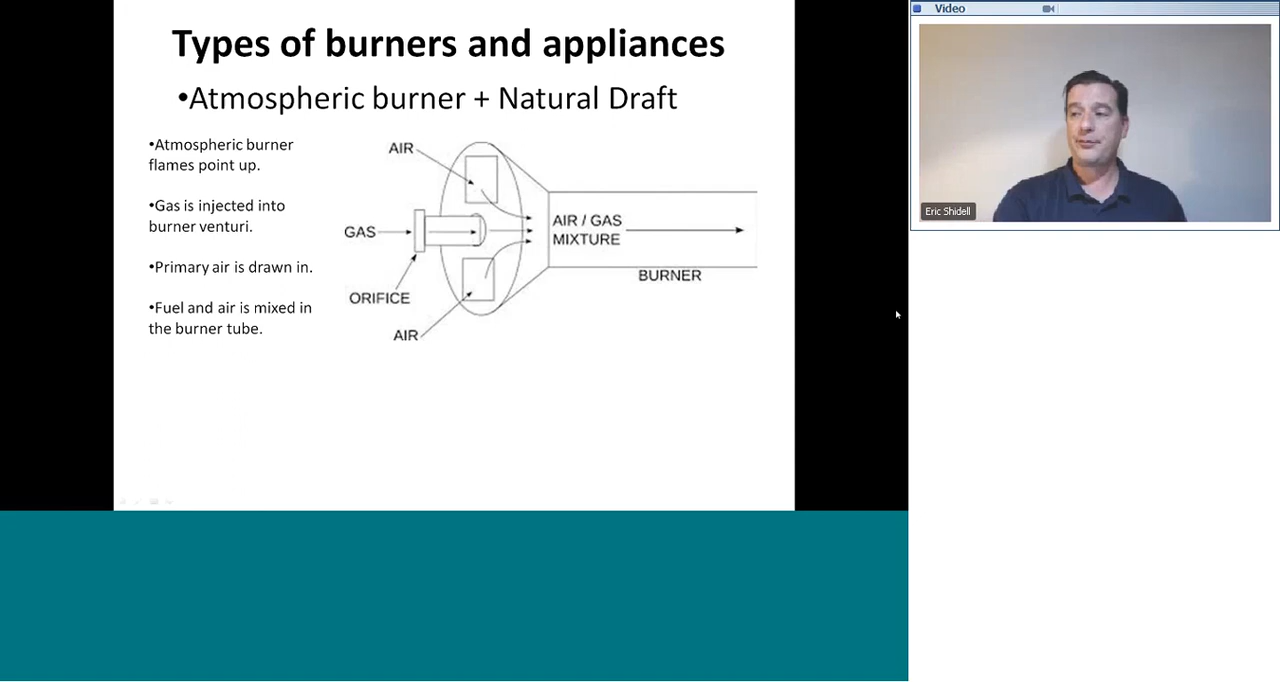 Types of burners and appliances
•Atmospheric burner + Natural Draft
•Atmospheric burner
flames point up.
•Gas is injected into
burner venturi.
•Primary air is drawn in.
•Fuel and air is mixed in
the burner tube.
AIR
GAS
ORIFICE
AIR
AIR / GAS
MIXTURE
BURNER
Video
Eric Shidell